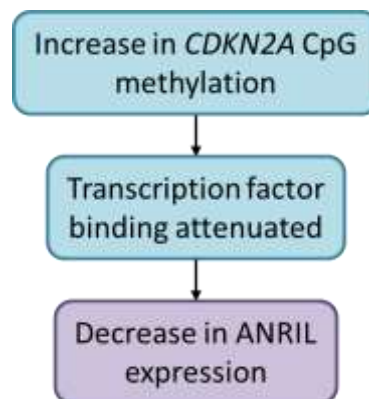 Increase in CDKN2A CpG
methylation
Transcription factor
binding attenuated
Decrease in ANRIL
expression